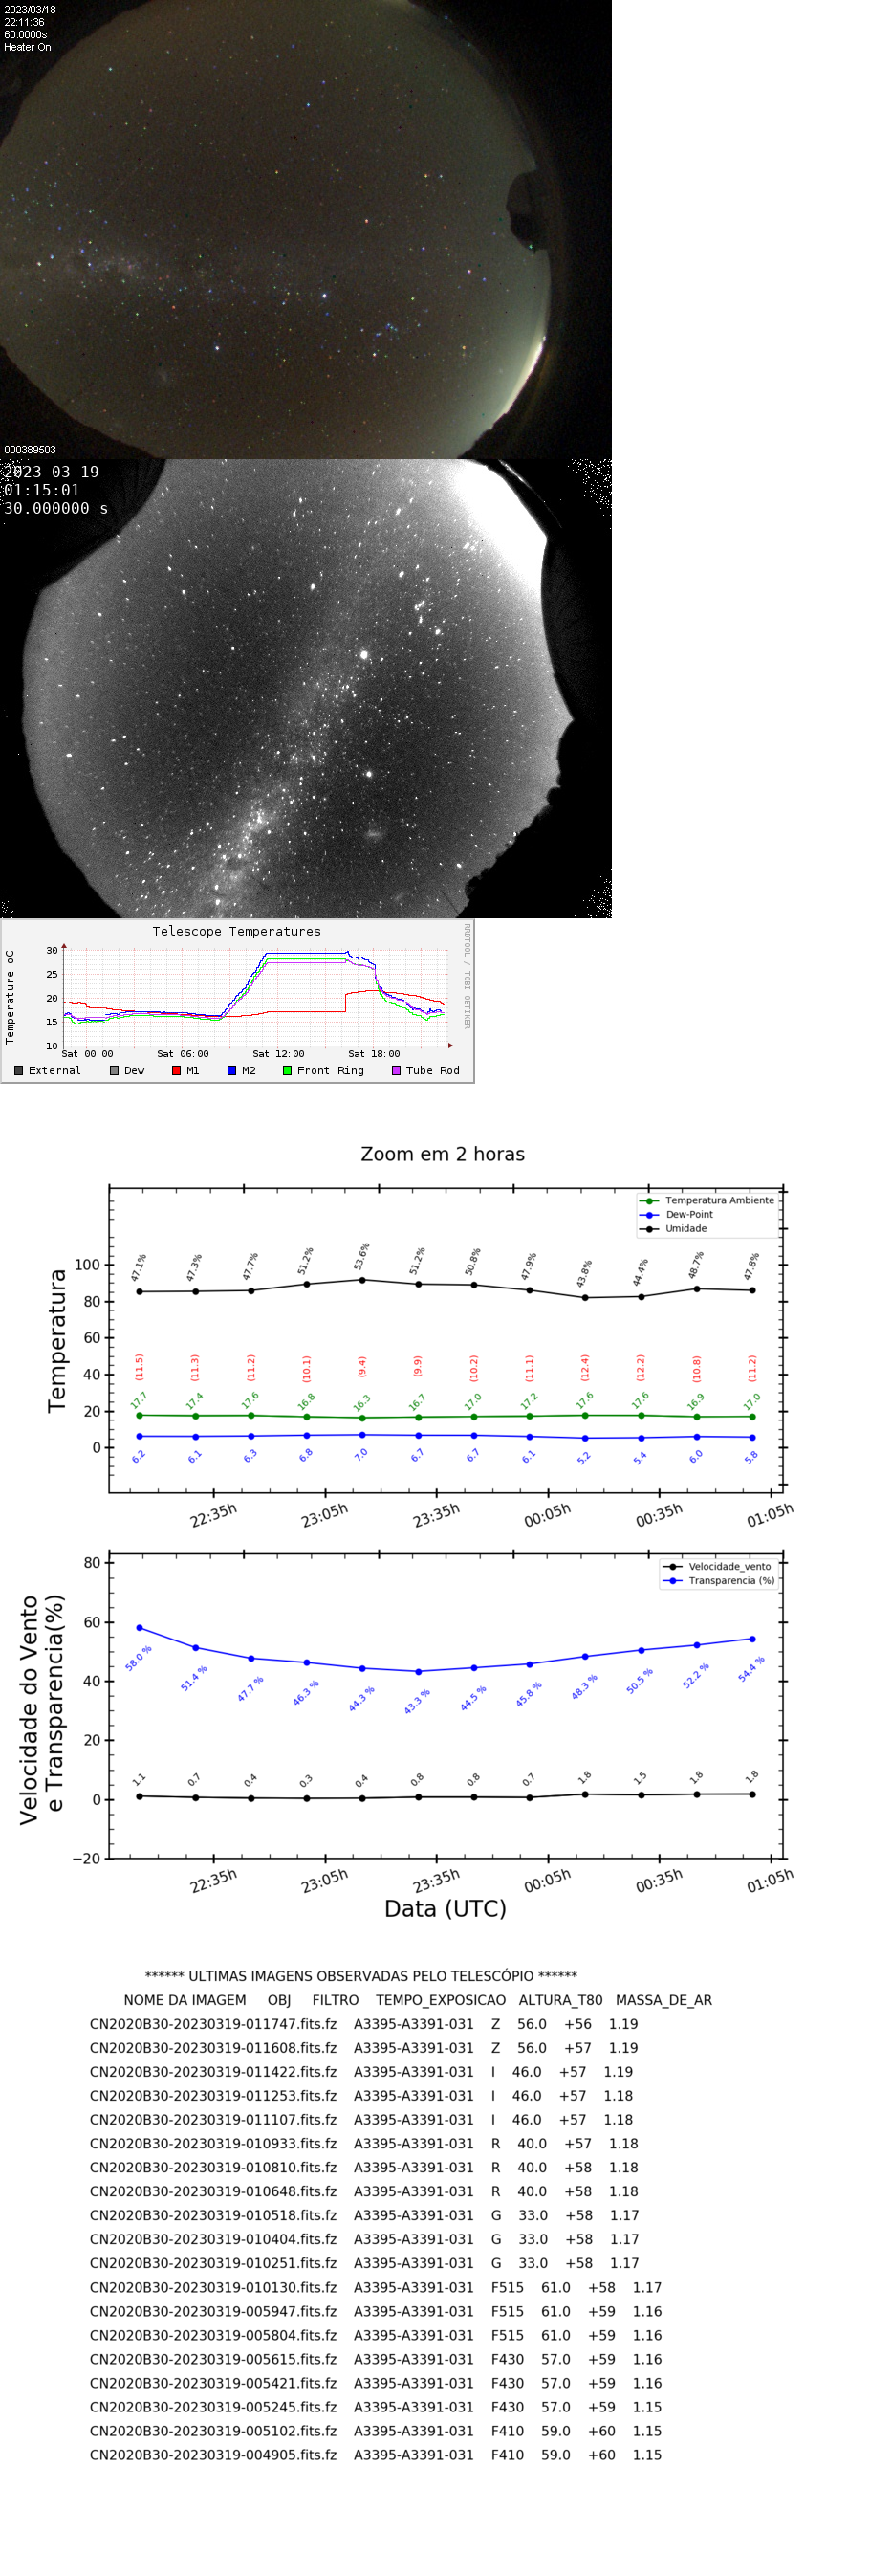 2023/03/18
22:11:36
60.0000s
Heater On
000389503
2023-03-19
01:15:01
30.000000 s
Telescope Temperatures
RRDTOOL / TOBI OETIKER
Temperature oC
30
25
20
15
10
Sat 00:00 Sat 06:00 Sat 12:00 Sat 18:00
External Dew M1 M2 Front Ring Tube Rod
Zoom em 2 horas
Temperatura Ambiente
Dew-Point
Umidade
Temperatura
100
80
60
40
20
0
47.1% 47.3% 47.7% 51.2% 53.6% 51.2% 50.8% 47.9% 43.8% 44.4% 48.7% 47.8%
(11.5) (11.3) (11.2) (10.1) (9.4) (9.9) (10.2) (11.1) (12.4) (12.2) (10.8) (11.2)
17.7 17.4 17.6 16.8 16.3 16.7 17.0 17.2 17.6 17.6 16.9 17.0
6.2 6.1 6.3 6.8 7.0 6.7 6.7 6.1 5.2 5.4 6.0 5.8
22:35h 23:05h 23:35h 00:05h 00:35h 01:05h
Velocidade_vento
Transparencia (%)
Velocidade do Vento
e Transparencia(%)
80
60
40
20
0
−20
58.0 % 51.4 % 47.7 % 46.3 % 44.3 % 43.3 % 44.5 % 45.8 % 48.3 % 50.5 % 52.2 % 54.4 %
1.1 0.7 0.4 0.3 0.4 0.8 0.8 0.7 1.8 1.5 1.8 1.8
22:35h 23:05h 23:35h 00:05h 00:35h 01:05h
Data (UTC)
****** ULTIMAS IMAGENS OBSERVADAS PELO TELESCÓPIO ******
NOME DA IMAGEM OBJ FILTRO TEMPO_EXPOSICAO ALTURA_T80 MASSA_DE_AR
CN2020B30-20230319-011747.fits.fz A3395-A3391-031 Z 56.0 +56 1.19
CN2020B30-20230319-011608.fits.fz A3395-A3391-031 Z 56.0 +57 1.19
CN2020B30-20230319-011422.fits.fz A3395-A3391-031 I 46.0 +57 1.19
CN2020B30-20230319-011253.fits.fz A3395-A3391-031 I 46.0 +57 1.18
CN2020B30-20230319-011107.fits.fz A3395-A3391-031 I 46.0 +57 1.18
CN2020B30-20230319-010933.fits.fz A3395-A3391-031 R 40.0 +57 1.18
CN2020B30-20230319-010810.fits.fz A3395-A3391-031 R 40.0 +58 1.18
CN2020B30-20230319-010648.fits.fz A3395-A3391-031 R 40.0 +58 1.18
CN2020B30-20230319-010518.fits.fz A3395-A3391-031 G 33.0 +58 1.17
CN2020B30-20230319-010404.fits.fz A3395-A3391-031 G 33.0 +58 1.17
CN2020B30-20230319-010251.fits.fz A3395-A3391-031 G 33.0 +58 1.17
CN2020B30-20230319-010130.fits.fz A3395-A3391-031 F515 61.0 +58 1.17
CN2020B30-20230319-005947.fits.fz A3395-A3391-031 F515 61.0 +59 1.16
CN2020B30-20230319-005804.fits.fz A3395-A3391-031 F515 61.0 +59 1.16
CN2020B30-20230319-005615.fits.fz A3395-A3391-031 F430 57.0 +59 1.16
CN2020B30-20230319-005421.fits.fz A3395-A3391-031 F430 57.0 +59 1.16
CN2020B30-20230319-005245.fits.fz A3395-A3391-031 F430 57.0 +59 1.15
CN2020B30-20230319-005102.fits.fz A3395-A3391-031 F410 59.0 +60 1.15
CN2020B30-20230319-004905.fits.fz A3395-A3391-031 F410 59.0 +60 1.15